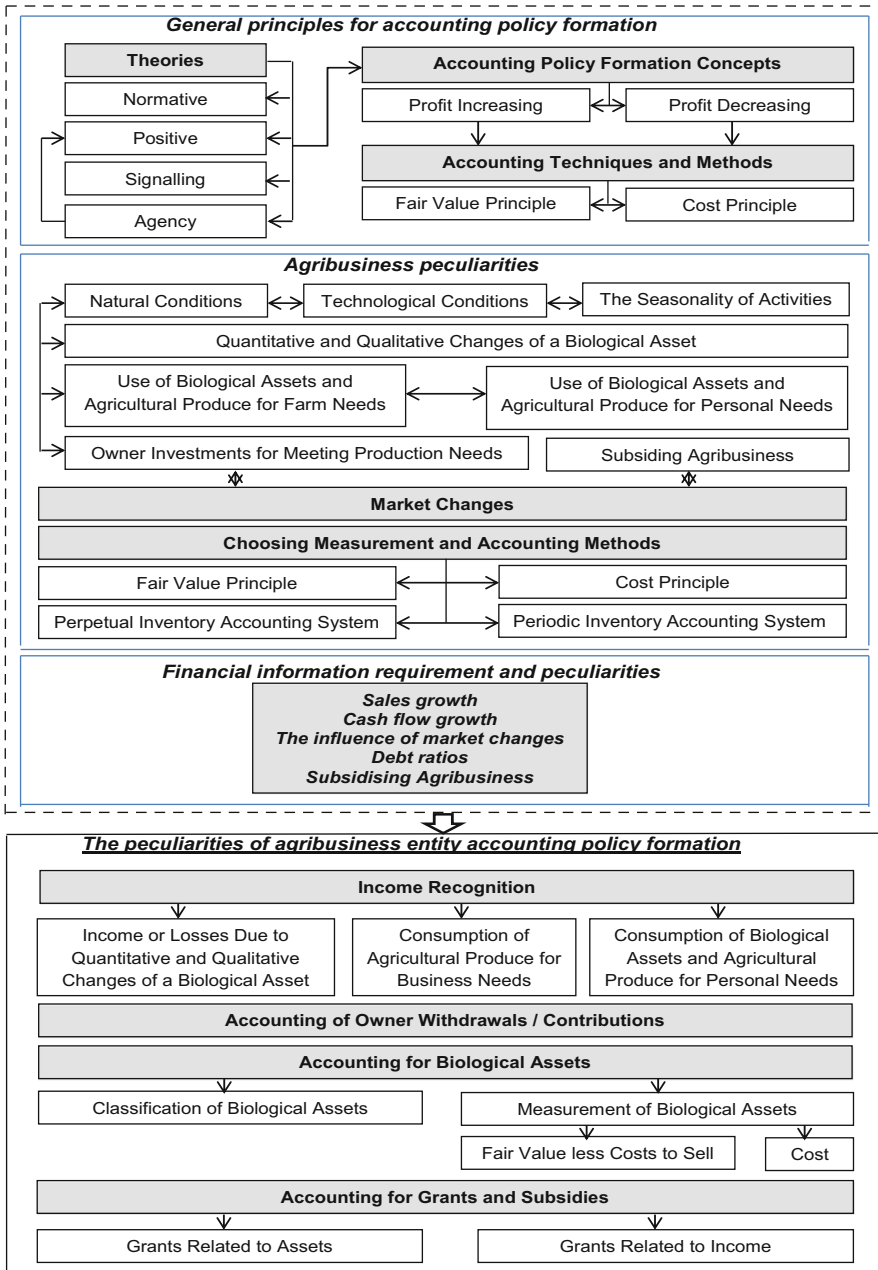 General principles for accounting policy formation
Theories
Normative
Positive
Signalling
Agency
Accounting Policy Formation Concepts
Profit Increasing
Profit Decreasing
Accounting Techniques and Methods
Fair Value Principle
Cost Principle
Agribusiness peculiarities
Natural Conditions
Technological Conditions
The Seasonality of Activities
Quantitative and Qualitative Changes of a Biological Asset
Use of Biological Assets and
Agricultural Produce for Farm Needs
Use of Biological Assets and
Agricultural Produce for Personal Needs
Owner Investments for Meeting Production Needs
Subsiding Agribusiness
Market Changes
Choosing Measurement and Accounting Methods
Fair Value Principle
Cost Principle
Perpetual Inventory Accounting System
Periodic Inventory Accounting System
Financial information requirement and peculiarities
Sales growth
Cash flow growth
The influence of market changes
Debt ratios
Subsidising Agribusiness
The peculiarities of agribusiness entity accounting policy formation
Income Recognition
Income or Losses Due to
Quantitative and Qualitative
Changes of a Biological Asset
Consumption of
Agricultural Produce for
Business Needs
Consumption of Biological
Assets and Agricultural
Produce for Personal Needs
Accounting of Owner Withdrawals / Contributions
Accounting for Biological Assets
Classification of Biological Assets
Measurement of Biological Assets
Fair Value less Costs to Sell
Cost
Accounting for Grants and Subsidies
Grants Related to Assets
Grants Related to Income